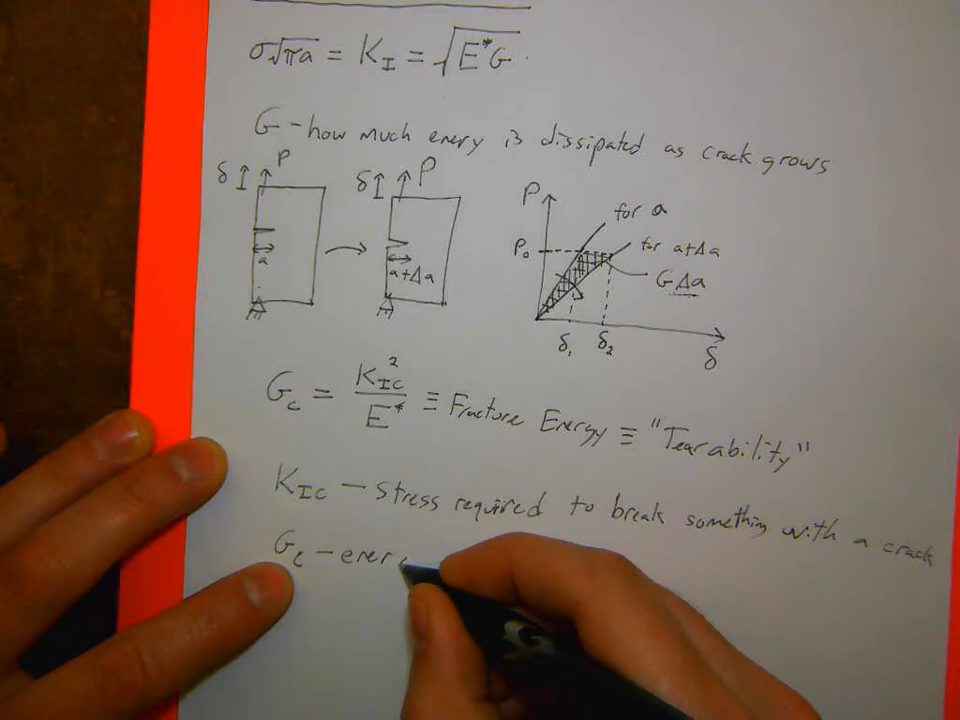 σ√πa = K_I = √E*G
G - how much energy is dissipated as crack grows
δ P δ P
a a+Δa
P for a
P₀ for a+Δa
GΔa
δ₁ δ₂ δ
G_c = K_IC² / E* ≡ Fracture Energy ≡ "Tearability"
K_IC - stress required to break something with a crack
G_c - ener
G